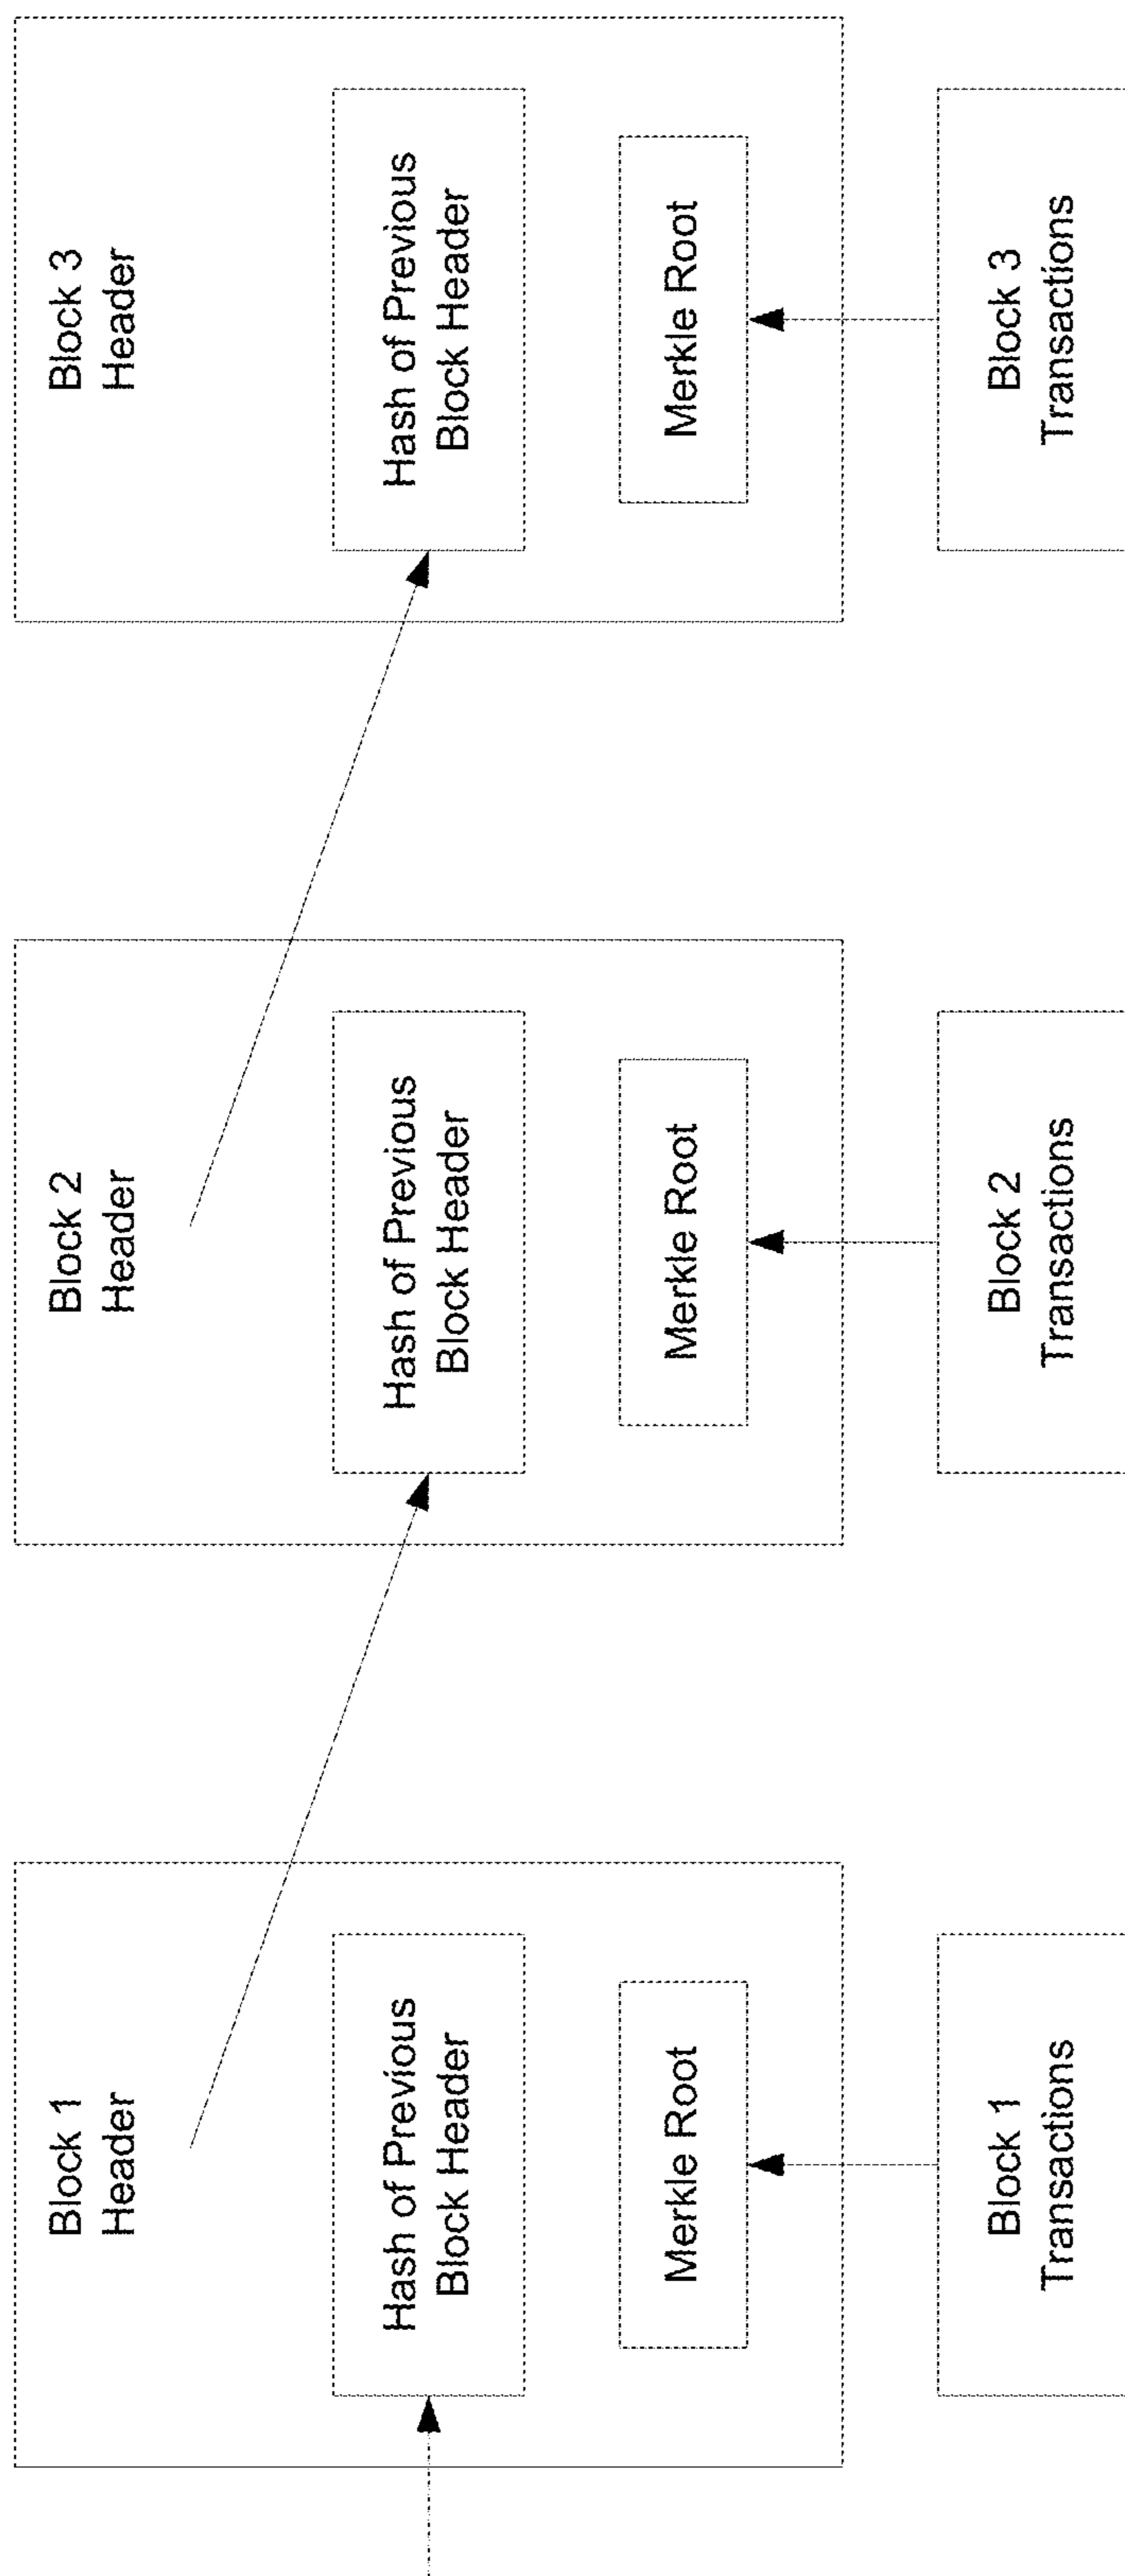 Block 1
Header
Hash of Previous
Block Header
Merkle Root
Block 1
Transactions
Block 2
Header
Hash of Previous
Block Header
Merkle Root
Block 2
Transactions
Block 3
Header
Hash of Previous
Block Header
Merkle Root
Block 3
Transactions